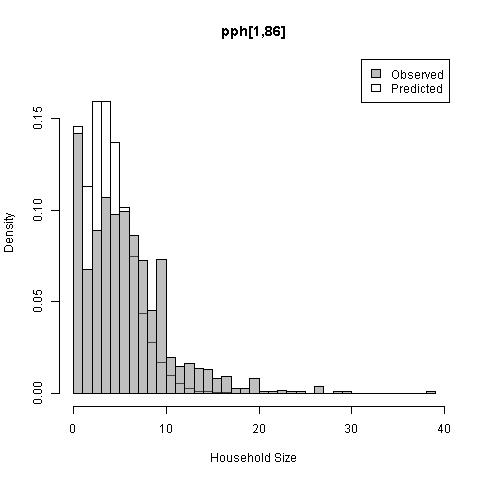 pph[1,86]
Observed
Predicted
0.15
0.10
0.05
0.00
Density
0 10 20 30 40
Household Size